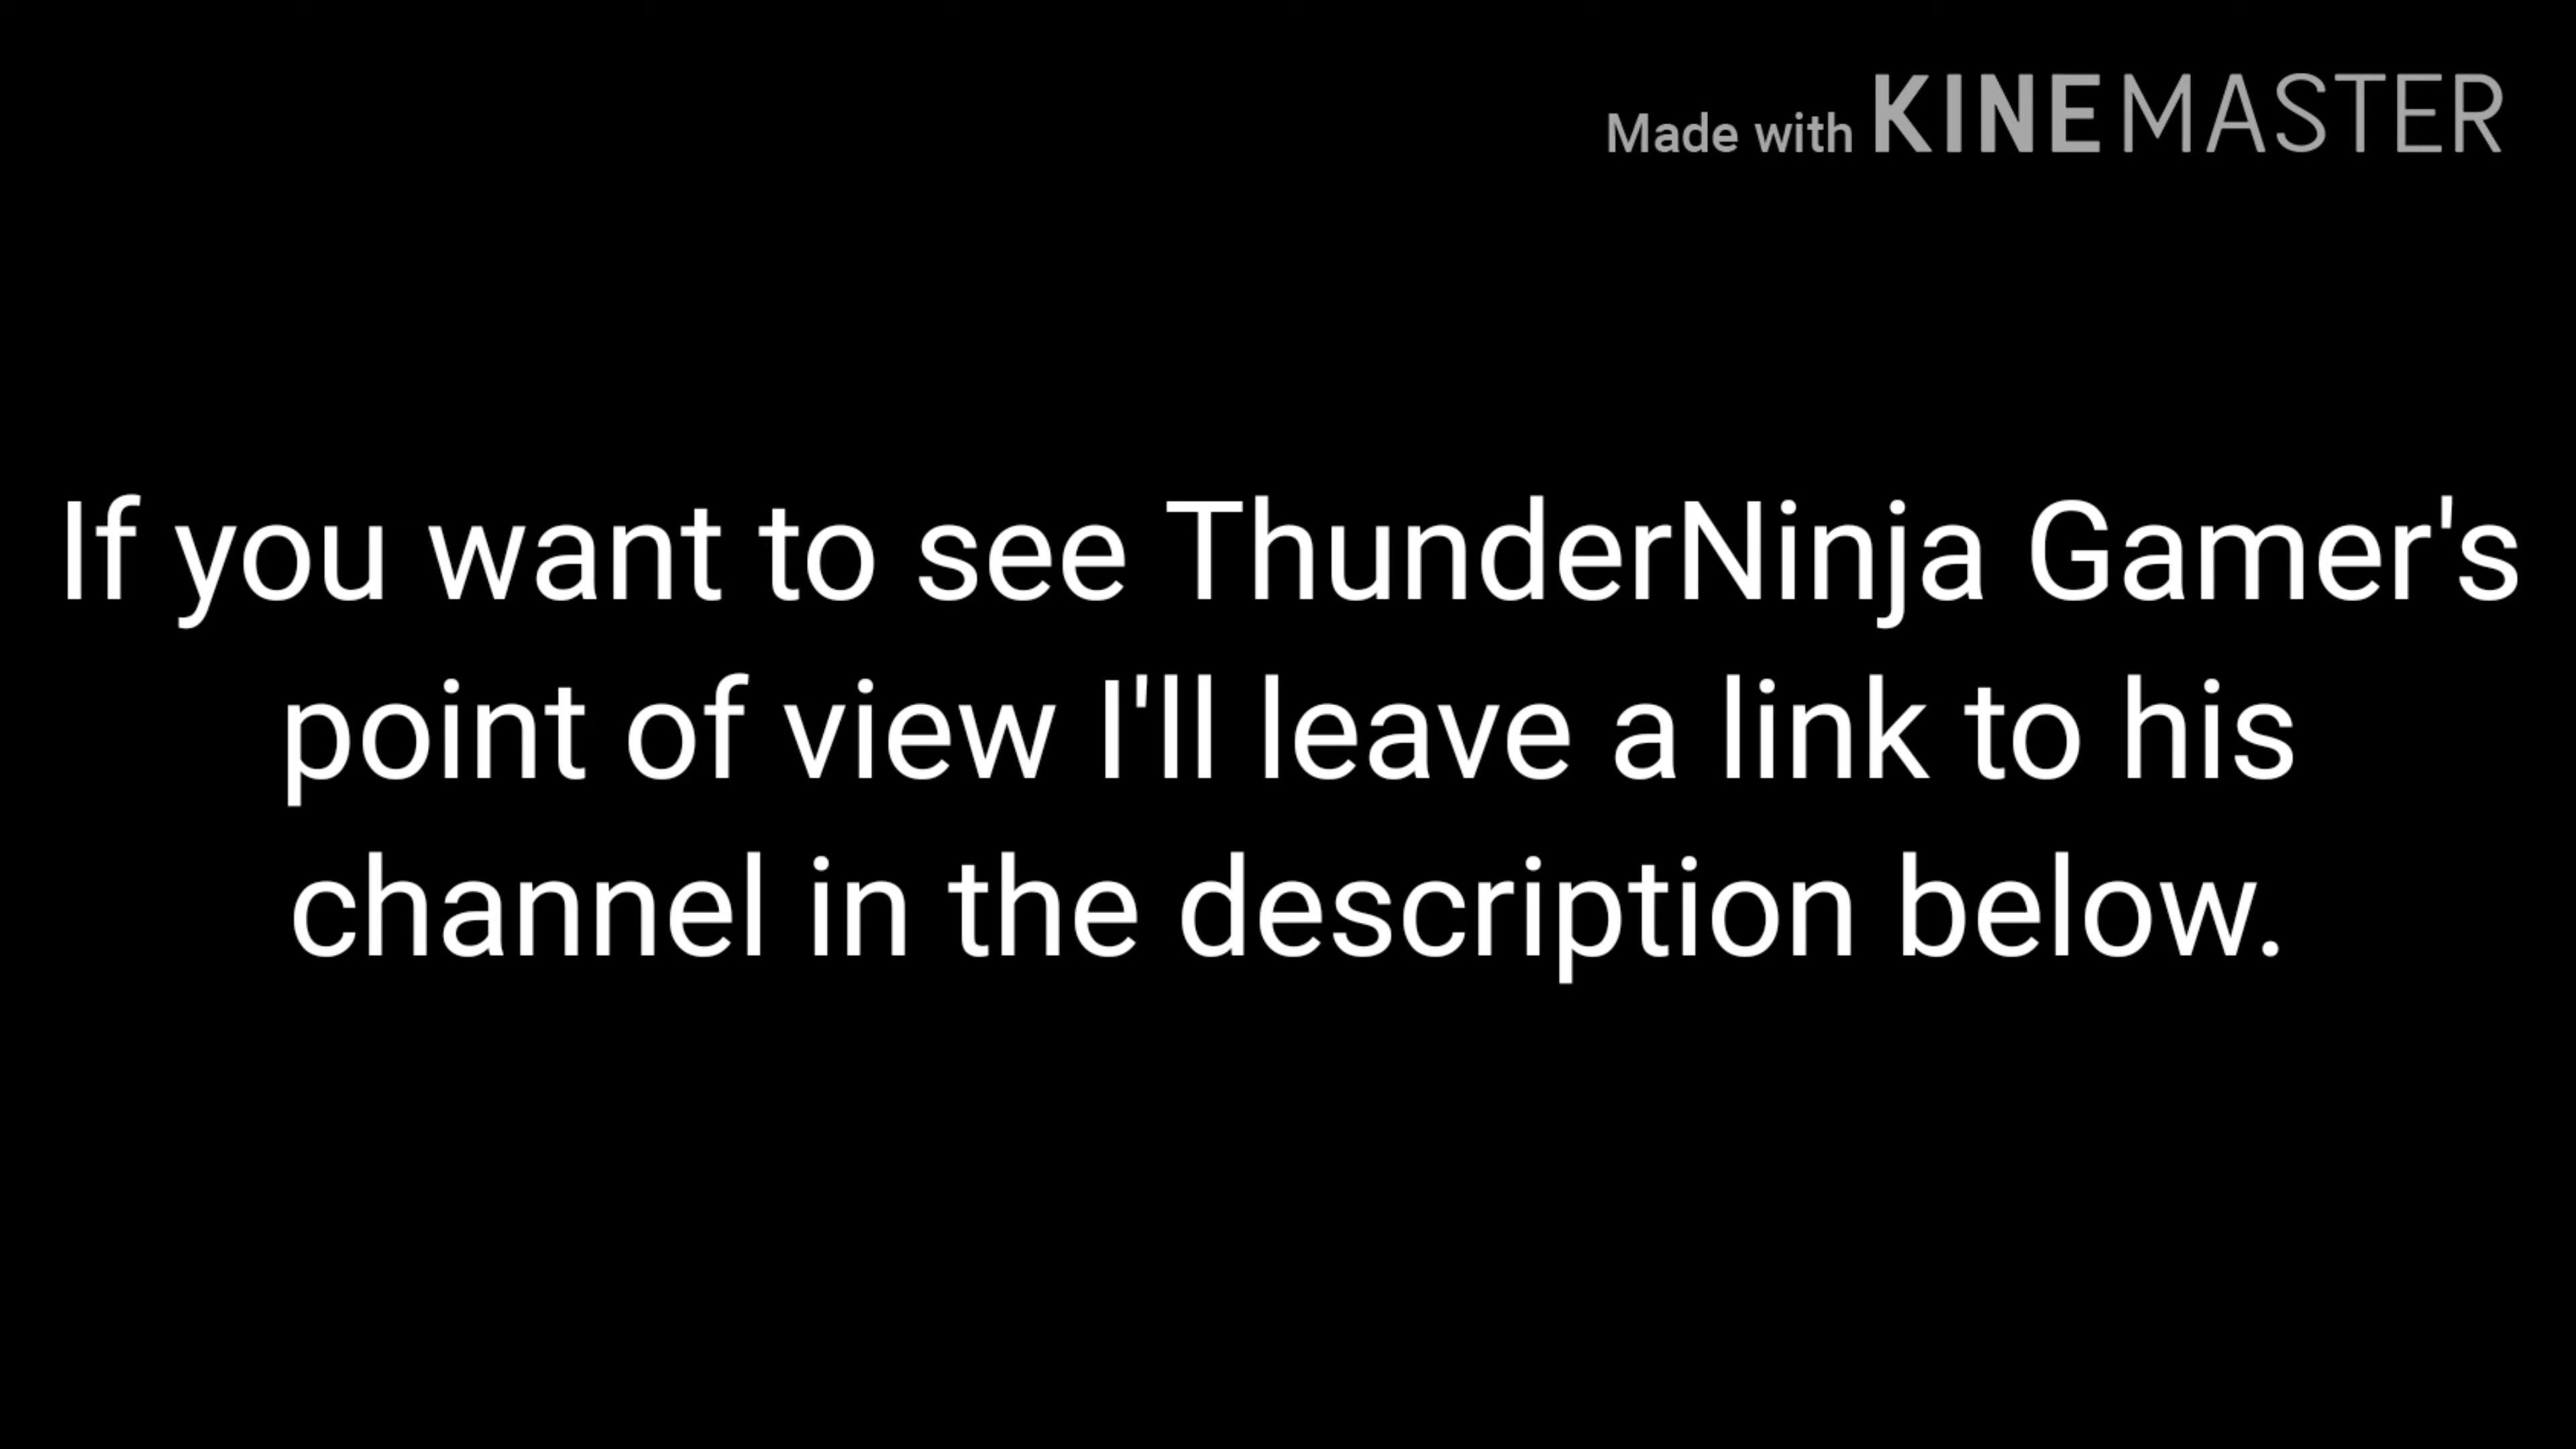 Made with KINEMASTER
If you want to see ThunderNinja Gamer's
point of view I'll leave a link to his
channel in the description below.